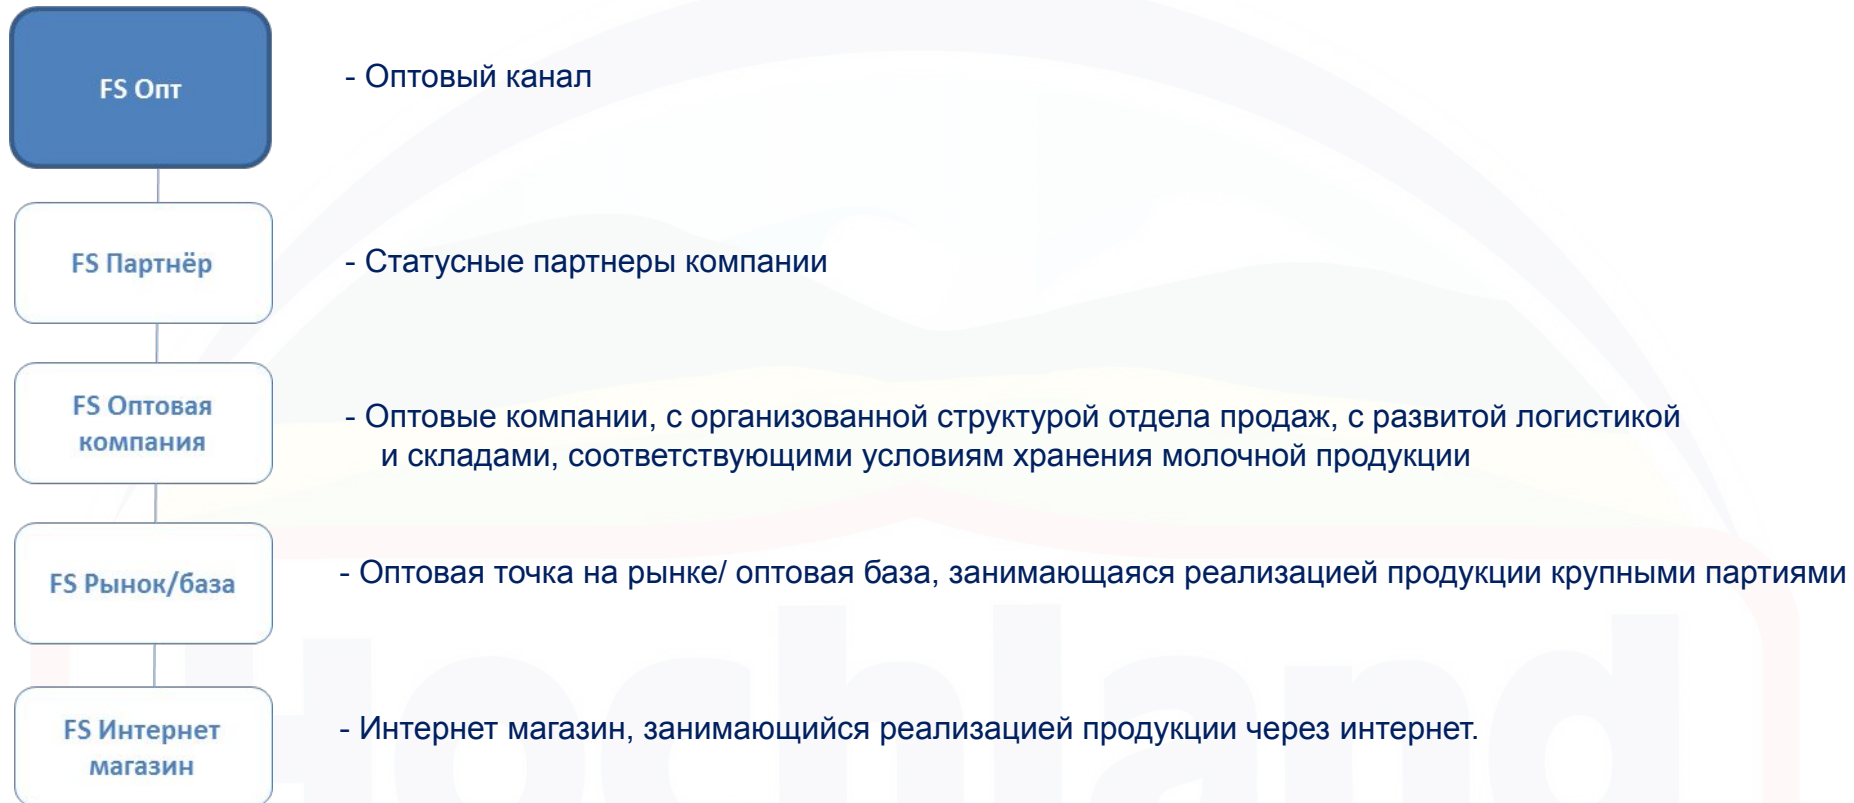 FS Опт
- Оптовый канал
FS Партнёр
- Статусные партнеры компании
FS Оптовая
компания
- Оптовые компании, с организованной структурой отдела продаж, с развитой логистикой
и складами, соответствующими условиям хранения молочной продукции
FS Рынок/база
- Оптовая точка на рынке/ оптовая база, занимающаяся реализацией продукции крупными партиями
FS Интернет
магазин
- Интернет магазин, занимающийся реализацией продукции через интернет.
Hochland